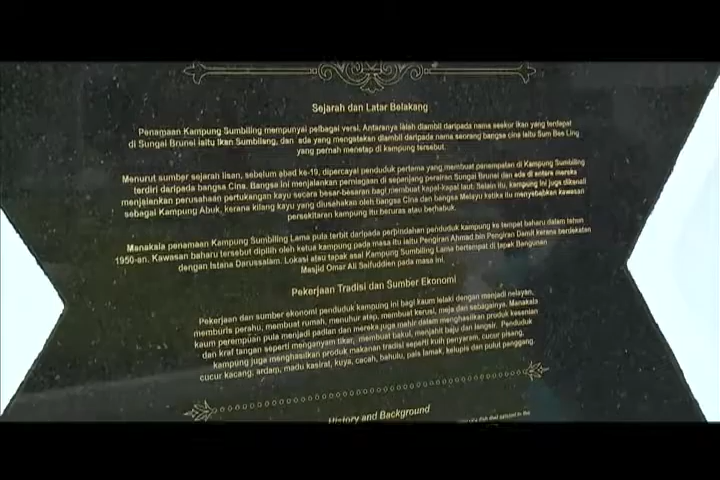 Sejarah dan Latar Belakang
Penamaan Kampung Sumbiling mempunyai pelbagai versi. Antaranya ialah diambil daripada nama seekor ikan yang terdapat
di Sungai Brunei iaitu Ikan Sumbilang, dan ada yang mengatakan diambil daripada nama seorang bangsa cina iaitu Sum Bee Ling
yang pernah menetap di kampung tersebut.
Menurut sumber sejarah lisan, sebelum abad ke-19, dipercayai penduduk pertama yang membuat penempatan di Kampung Sumbiling
terdiri daripada bangsa Cina. Bangsa ini menjalankan perniagaan di sepanjang perairan Sungai Brunei dan ada di antara mereka
menjalankan perusahaan pertukangan kayu secara besar-besaran bagi membuat kapal-kapal laut. Selain itu, kampung ini juga dikenali
sebagai Kampung Abuk, kerana kilang kayu yang diusahakan oleh bangsa Cina dan bangsa Melayu ketika itu menyebabkan kawasan
persekitaran kampung itu beruras atau berhabuk.
Manakala penamaan Kampung Sumbiling Lama pula terbit daripada perpindahan penduduk kampung ke tempat baharu dalam tahun
1950-an. Kawasan baharu tersebut dipilih oleh ketua kampung pada masa itu iaitu Pengiran Ahmad bin Pengiran Damit kerana berdekatan
dengan Istana Darussalam. Lokasi atau tapak asal Kampung Sumbiling Lama bertempat di tapak Bangunan
Masjid Omar Ali Saifuddien pada masa ini.
Pekerjaan Tradisi dan Sumber Ekonomi
Pekerjaan dan sumber ekonomi penduduk kampung ini bagi kaum lelaki dengan menjadi nelayan,
memburis perahu, membuat rumah, menuhur atap, membuat kerusi, meja dan sebagainya. Manakala
kaum perempuan pula menjadi padian dan mereka juga mahir dalam menghasilkan produk kesenian
dan kraf tangan seperti menganyam tikar, membuat bakul, menjahit baju dan langsir. Penduduk
kampung juga menghasilkan produk makanan tradisi seperti kuih penyaram, cucur pisang,
cucur kacang, ardam, madu kasirat, kuya, cacah, bahulu, pais lamak, kelupis dan pulut panggang.
History and Background